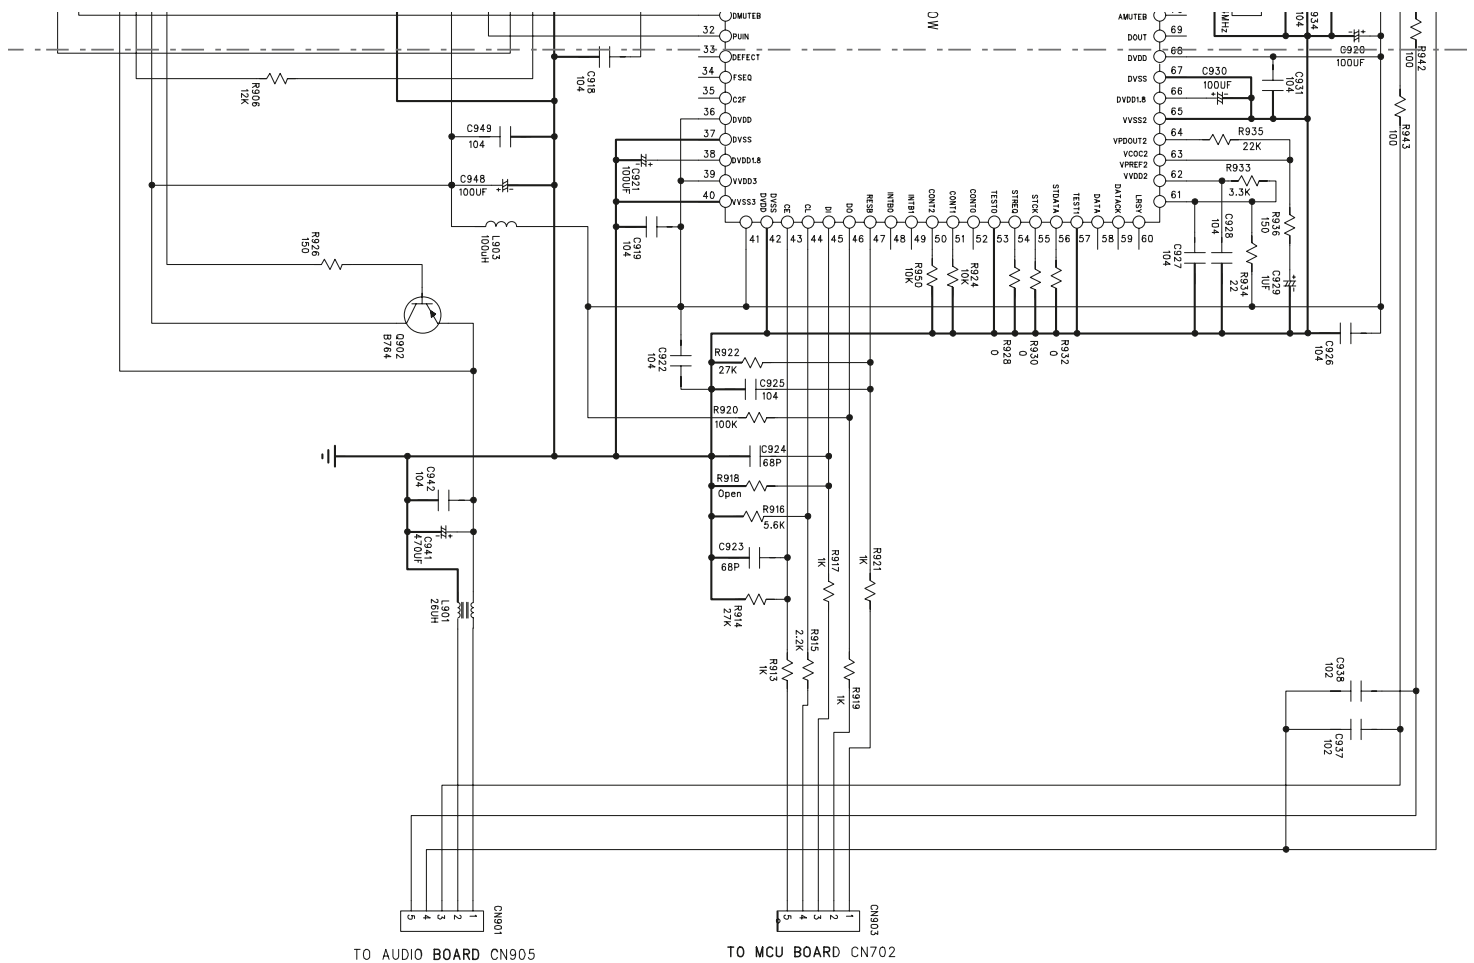 DMUTEB
32
PUIN
33
DEFECT
34
FSEQ
35
C2F
36
DVDD
37
DVSS
38
DVDD1.8
39
VVDD3
40
VVSS3
OW
AMUTEB
DOUT
69
DVDD
68
DVSS
67
DVDD1.8
66
VVSS2
65
VPDOUT2
64
VCOC2
63
VPREF2
VVDD2
62
61
MHz
104
R934
C920
100UF
R942
100
R943
100
C930
100UF
C931
104
R935
22K
R933
3.3K
R936
150
C928
104
C927
104
R934
22
C929
1UF
C926
104
C918
104
R906
12K
C949
104
C948
100UF
C921
100UF
L903
100uH
C919
104
R926
150
Q902
B764
C922
104
DVDD
DVSS
CE
CL
DI
DO
RESB
INTB0
INTB1
CONT2
CONT1
CONT0
TEST0
STREQ
STCK
STDATA
TEST1
DATA
DATACK
LRSY
41
42
43
44
45
46
47
48
49
50
51
52
53
54
55
56
57
58
59
60
R950
10K
R924
10K
R928
0
R930
0
R932
0
R922
27K
C925
104
R920
100K
C924
68P
R918
Open
R916
5.6K
C923
68P
R914
27K
R917
1K
R921
1K
R915
2.2K
R913
1K
R919
1K
C942
104
C941
470UF
L901
26UH
C938
102
C937
102
5
4
3
2
1
CN901
TO AUDIO BOARD CN905
5
4
3
2
1
CN903
TO MCU BOARD CN702